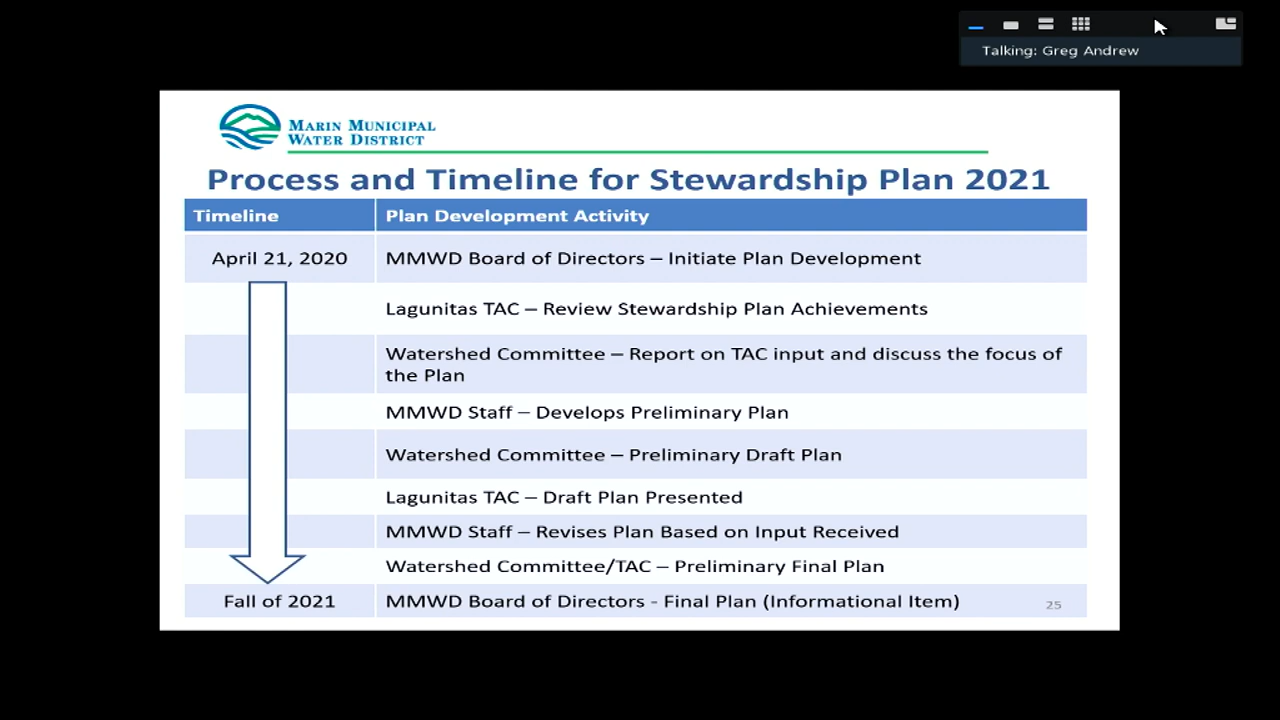 Talking: Greg Andrew
MARIN MUNICIPAL
WATER DISTRICT
Process and Timeline for Stewardship Plan 2021
Timeline Plan Development Activity
April 21, 2020 MMWD Board of Directors – Initiate Plan Development
Lagunitas TAC – Review Stewardship Plan Achievements
Watershed Committee – Report on TAC input and discuss the focus of
the Plan
MMWD Staff – Develops Preliminary Plan
Watershed Committee – Preliminary Draft Plan
Lagunitas TAC – Draft Plan Presented
MMWD Staff – Revises Plan Based on Input Received
Watershed Committee/TAC – Preliminary Final Plan
Fall of 2021 MMWD Board of Directors - Final Plan (Informational Item)
25